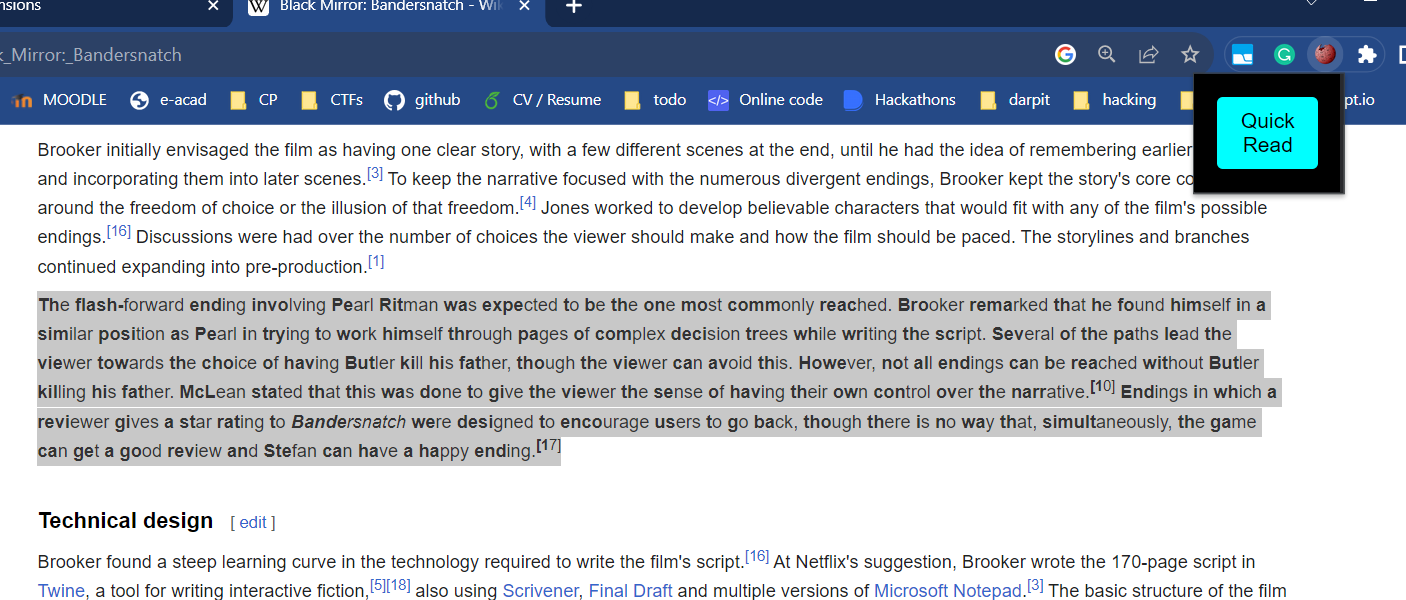 nsions
Black Mirror: Bandersnatch - Wik
k_Mirror:_Bandersnatch
MOODLE e-acad CP CTFs github CV / Resume todo Online code Hackathons darpit hacking pt.io
Quick
Read
Brooker initially envisaged the film as having one clear story, with a few different scenes at the end, until he had the idea of remembering earlier
and incorporating them into later scenes.[3] To keep the narrative focused with the numerous divergent endings, Brooker kept the story's core co
around the freedom of choice or the illusion of that freedom.[4] Jones worked to develop believable characters that would fit with any of the film's possible
endings.[16] Discussions were had over the number of choices the viewer should make and how the film should be paced. The storylines and branches
continued expanding into pre-production.[1]
The flash-forward ending involving Pearl Ritman was expected to be the one most commonly reached. Brooker remarked that he found himself in a
similar position as Pearl in trying to work himself through pages of complex decision trees while writing the script. Several of the paths lead the
viewer towards the choice of having Butler kill his father, though the viewer can avoid this. However, not all endings can be reached without Butler
killing his father. McLean stated that this was done to give the viewer the sense of having their own control over the narrative.[10] Endings in which a
reviewer gives a star rating to Bandersnatch were designed to encourage users to go back, though there is no way that, simultaneously, the game
can get a good review and Stefan can have a happy ending.[17]
Technical design [ edit ]
Brooker found a steep learning curve in the technology required to write the film's script.[16] At Netflix's suggestion, Brooker wrote the 170-page script in
Twine, a tool for writing interactive fiction,[5][18] also using Scrivener, Final Draft and multiple versions of Microsoft Notepad.[3] The basic structure of the film